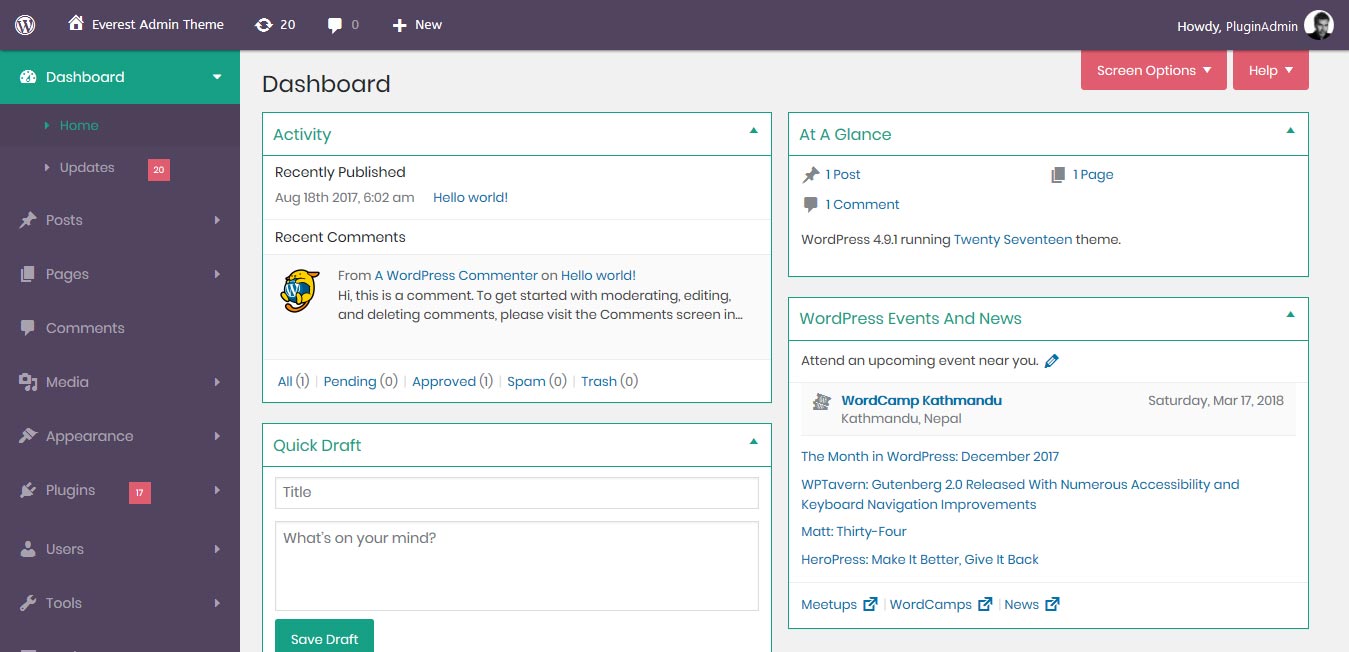 Everest Admin Theme
20
0
New
Howdy, PluginAdmin
Dashboard
Home
Updates
20
Posts
Pages
Comments
Media
Appearance
Plugins
17
Users
Tools
Dashboard
Screen Options
Help
Activity
Recently Published
Aug 18th 2017, 6:02 am Hello world!
Recent Comments
From A WordPress Commenter on Hello world!
Hi, this is a comment. To get started with moderating, editing,
and deleting comments, please visit the Comments screen in…
All (1) | Pending (0) | Approved (1) | Spam (0) | Trash (0)
Quick Draft
Title
What's on your mind?
Save Draft
At A Glance
1 Post
1 Page
1 Comment
WordPress 4.9.1 running Twenty Seventeen theme.
WordPress Events And News
Attend an upcoming event near you.
WordCamp Kathmandu
Saturday, Mar 17, 2018
Kathmandu, Nepal
The Month in WordPress: December 2017
WPTavern: Gutenberg 2.0 Released With Numerous Accessibility and
Keyboard Navigation Improvements
Matt: Thirty-Four
HeroPress: Make It Better, Give It Back
Meetups | WordCamps | News